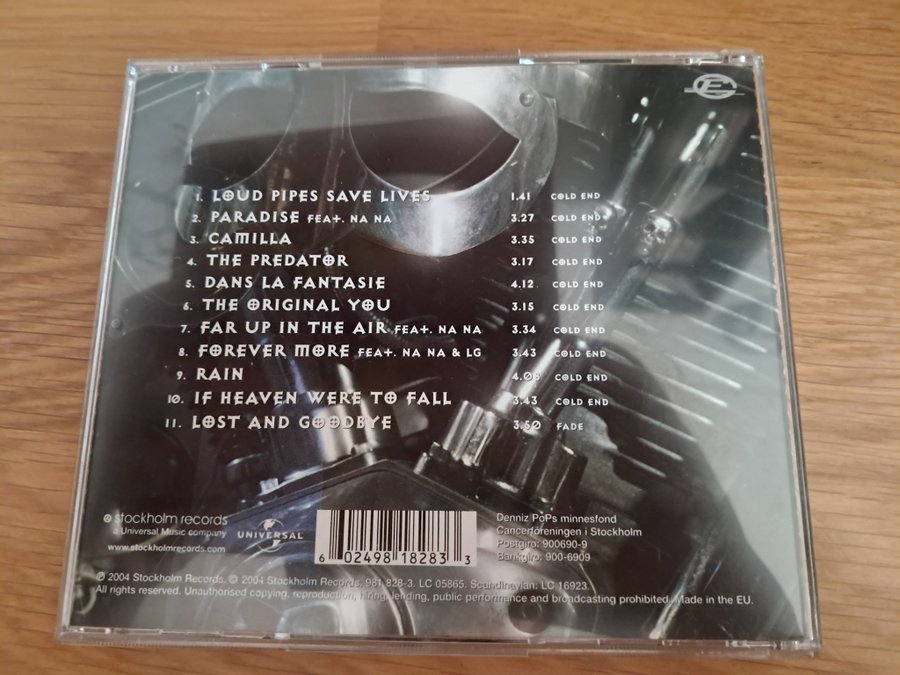 1. LOUD PIPES SAVE LIVES 1.41 COLD END
2. PARADISE FEAT. NA NA 3.27 COLD END
3. CAMILLA 3.35 COLD END
4. THE PREDATOR 3.17 COLD END
5. DANS LA FANTASIE 4.12 COLD END
6. THE ORIGINAL YOU 3.15 COLD END
7. FAR UP IN THE AIR FEAT. NA NA 3.34 COLD END
8. FOREVER MORE FEAT. NA NA & LG 3.43 COLD END
9. RAIN COLD END
10. IF HEAVEN WERE TO FALL 3.43 COLD END
11. LOST AND GOODBYE 3.50 FADE
stockholm records
a Universal Music company
www.stockholmrecords.com
UNIVERSAL
6 02498 18283 3
Denniz PoPs minnesfond
Cancerföreningen i Stockholm
Postgiro: 900690-9
Bankgiro: 900-6909
℗ 2004 Stockholm Records. © 2004 Stockholm Records. 981 828-3. LC 05865. Scandinavian: LC 16923.
All rights reserved. Unauthorised copying, reproduction, hiring, lending, public performance and broadcasting prohibited. Made in the EU.